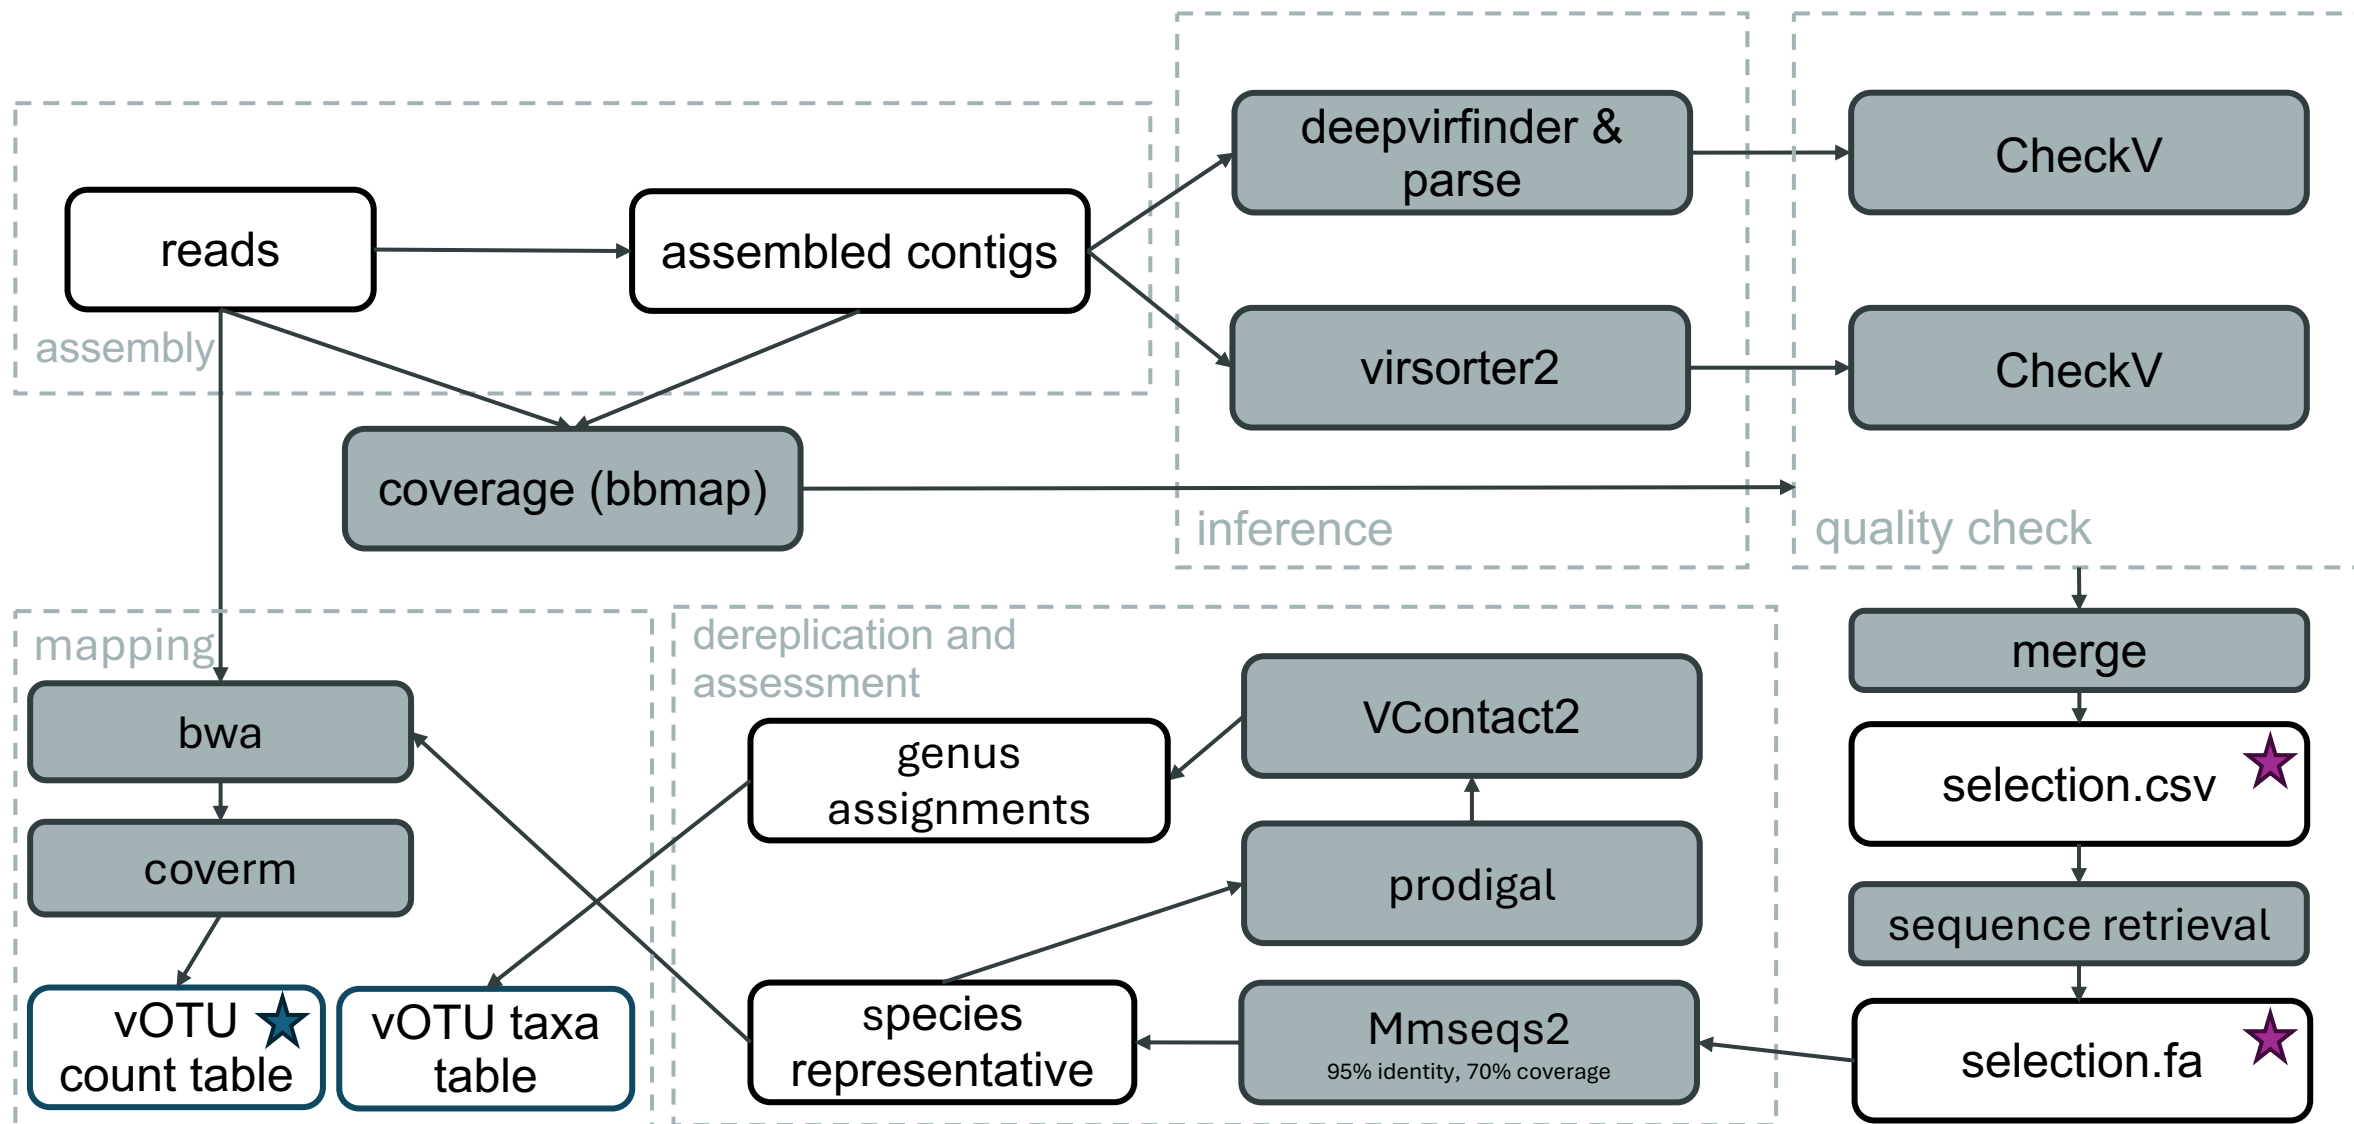 deepvirfinder &
parse
CheckV
reads
assembled contigs
assembly
virsorter2
CheckV
coverage (bbmap)
inference
quality check
mapping
dereplication and
assessment
merge
bwa
VContact2
genus
assignments
selection.csv
coverm
prodigal
sequence retrieval
vOTU
count table
vOTU taxa
table
species
representative
Mmseqs2
95% identity, 70% coverage
selection.fa